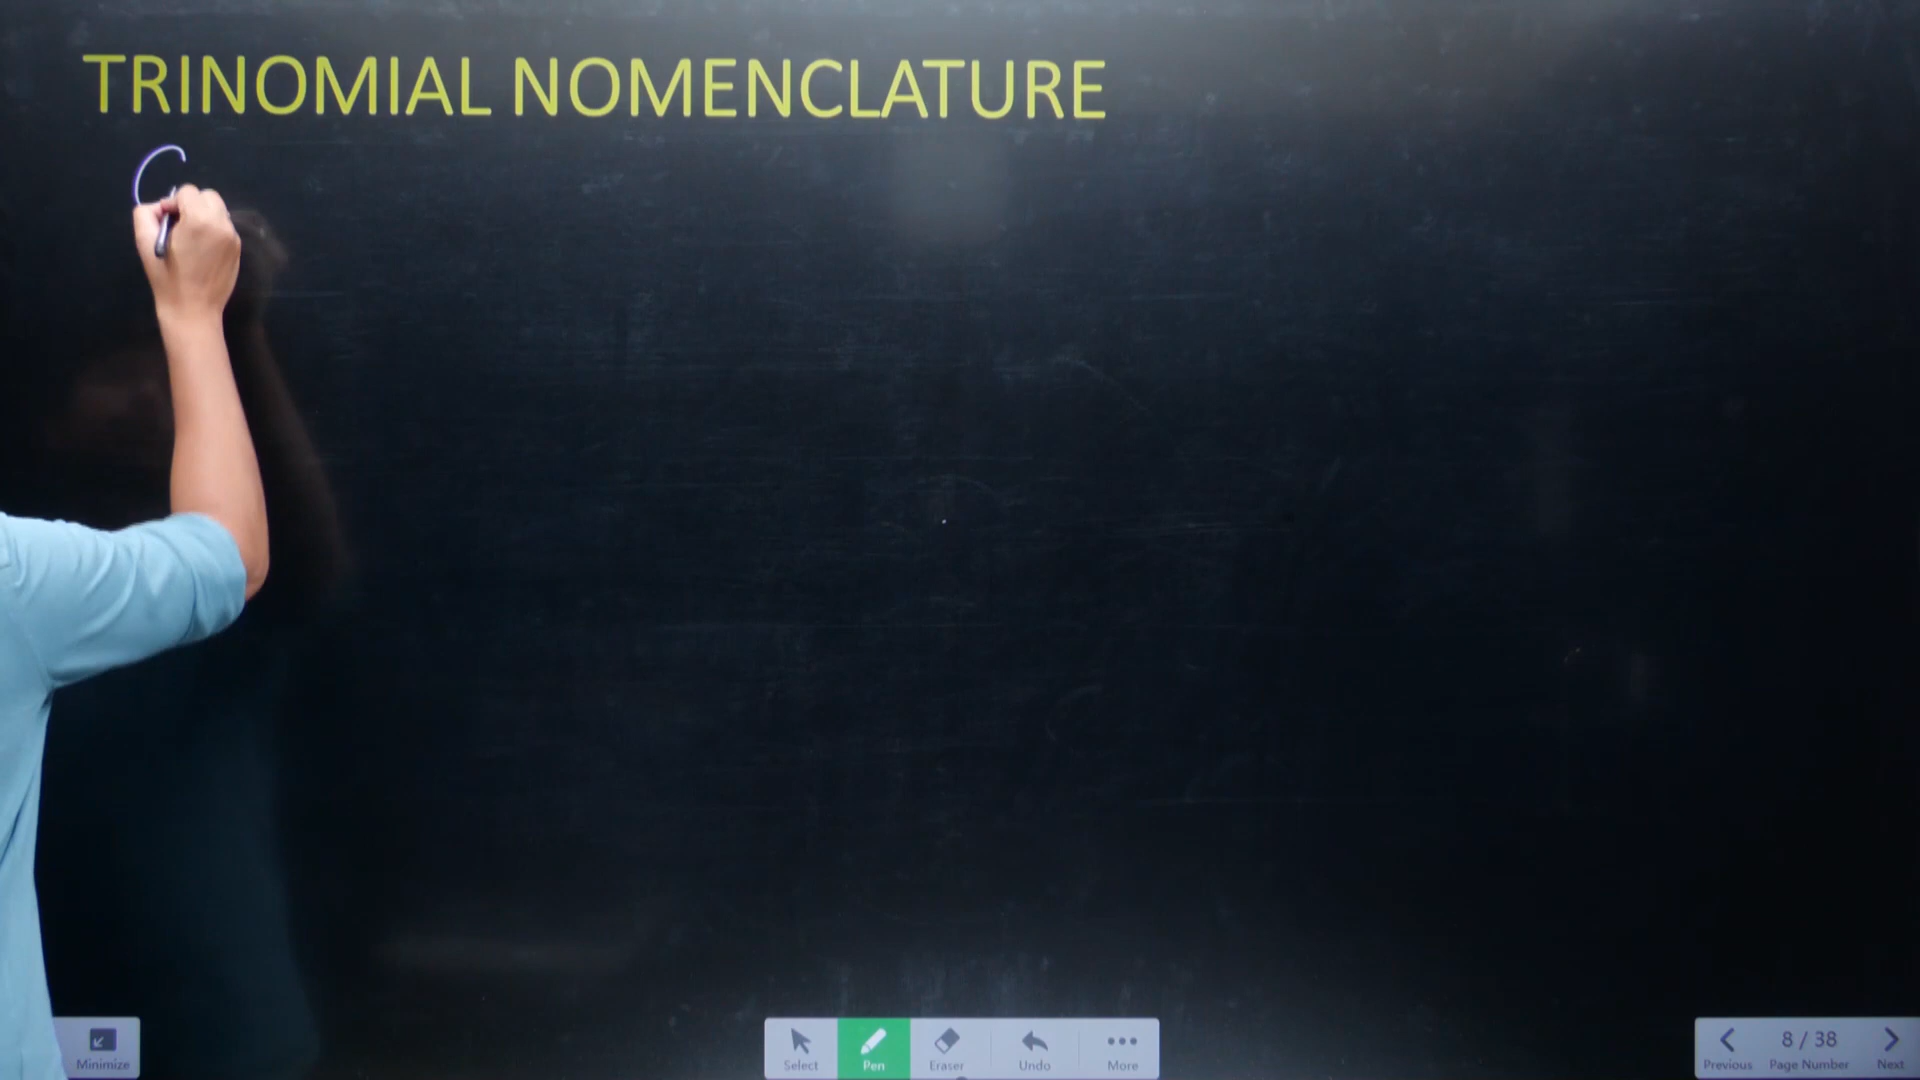 TRINOMIAL NOMENCLATURE
Minimize
Select
Pen
Eraser
Undo
More
8 / 38
Previous
Page Number
Next